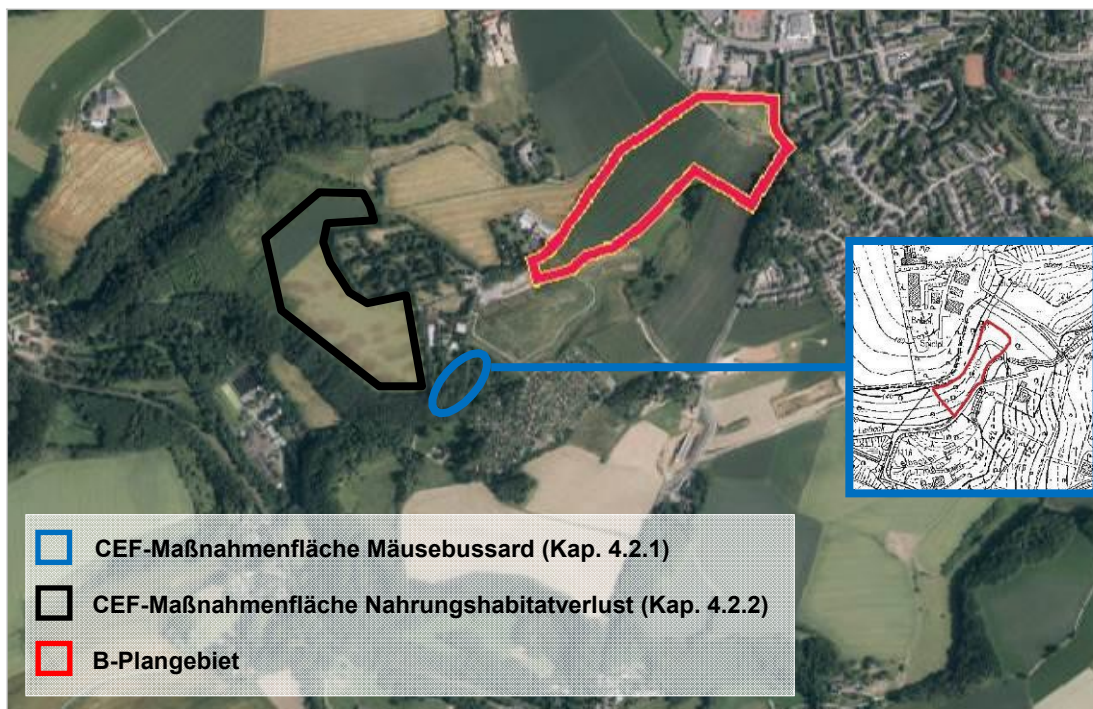 CEF-Maßnahmenfläche Mäusebussard (Kap. 4.2.1)
CEF-Maßnahmenfläche Nahrungshabitatverlust (Kap. 4.2.2)
B-Plangebiet